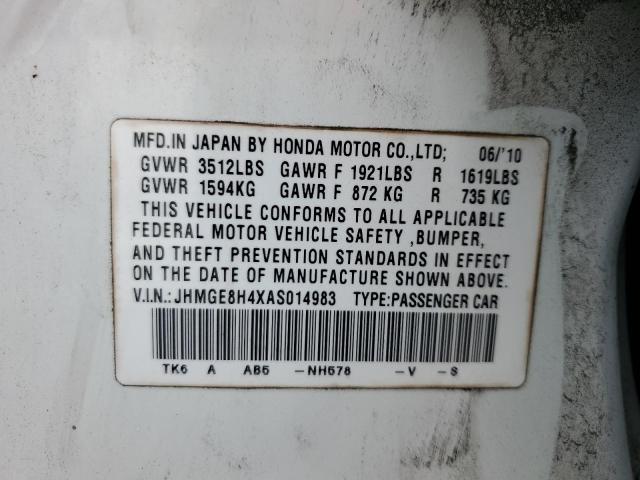 MFD.IN JAPAN BY HONDA MOTOR CO.,LTD; 06/'10
GVWR 3512LBS GAWR F 1921LBS R 1619LBS
GVWR 1594KG GAWR F 872 KG R 735 KG
THIS VEHICLE CONFORMS TO ALL APPLICABLE
FEDERAL MOTOR VEHICLE SAFETY ,BUMPER,
AND THEFT PREVENTION STANDARDS IN EFFECT
ON THE DATE OF MANUFACTURE SHOWN ABOVE.
V.I.N.: JHMGE8H4XAS014983 TYPE:PASSENGER CAR
TK6 A AB5 -NH578 -V -S